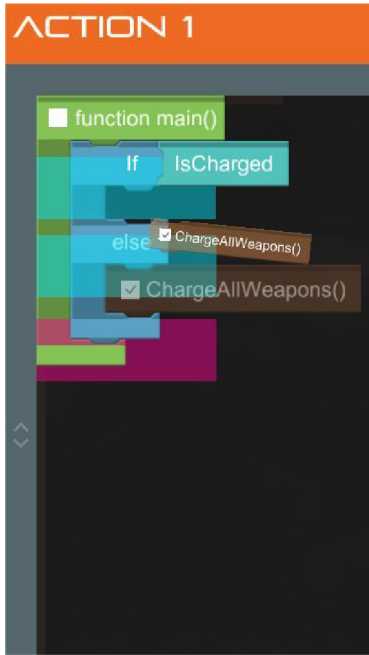 ACTION 1
function main()
If IsCharged
else ChargeAllWeapons()
ChargeAllWeapons()